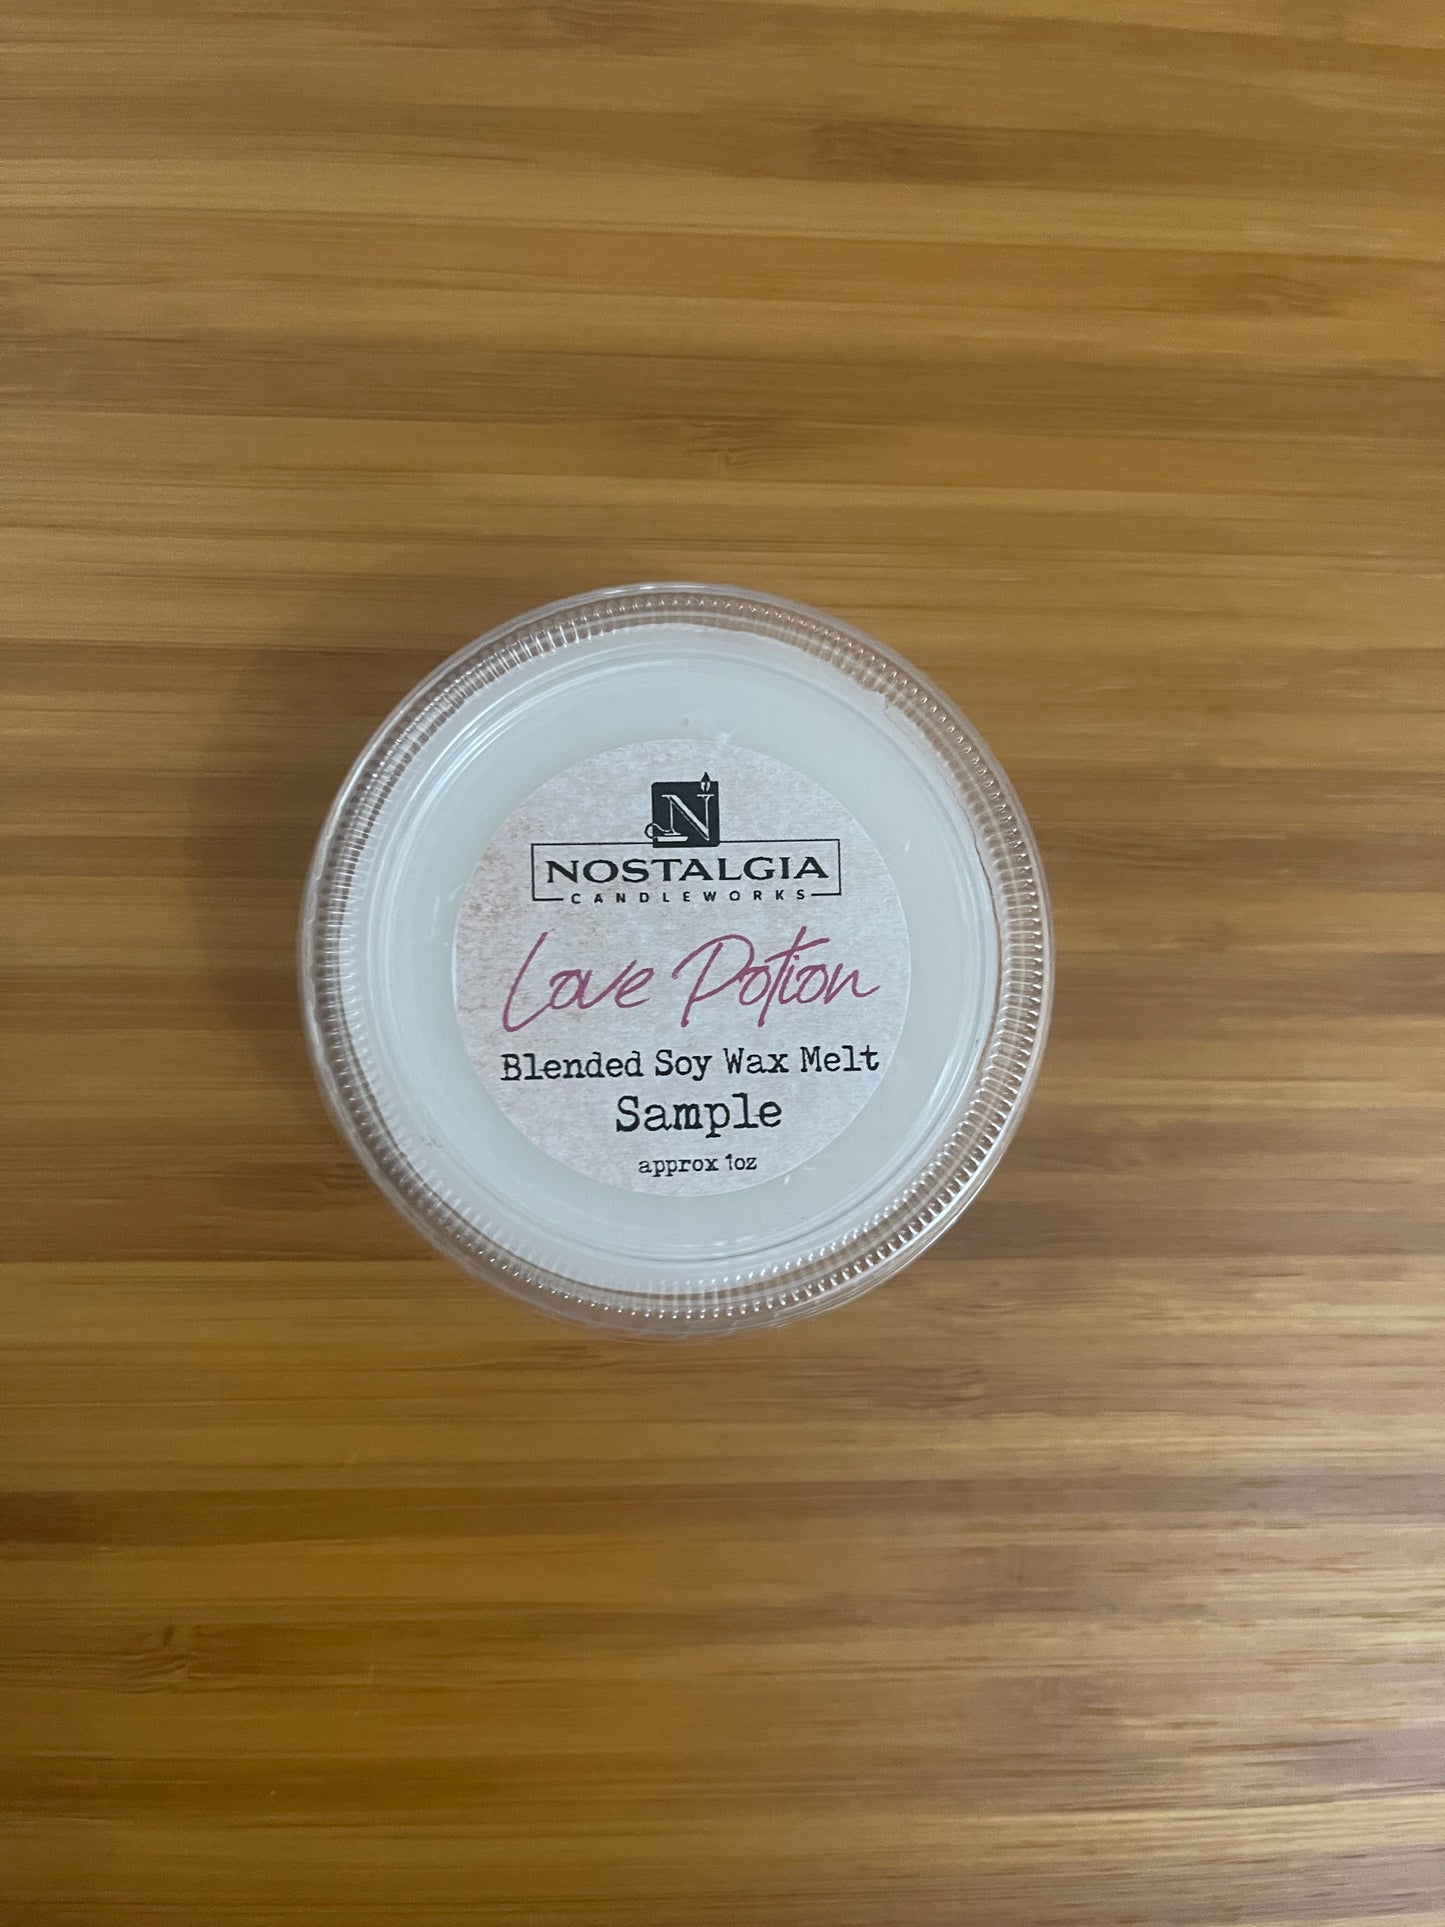 N
NOSTALGIA
CANDLEWORKS
Love Potion
Blended Soy Wax Melt
Sample
approx 1oz